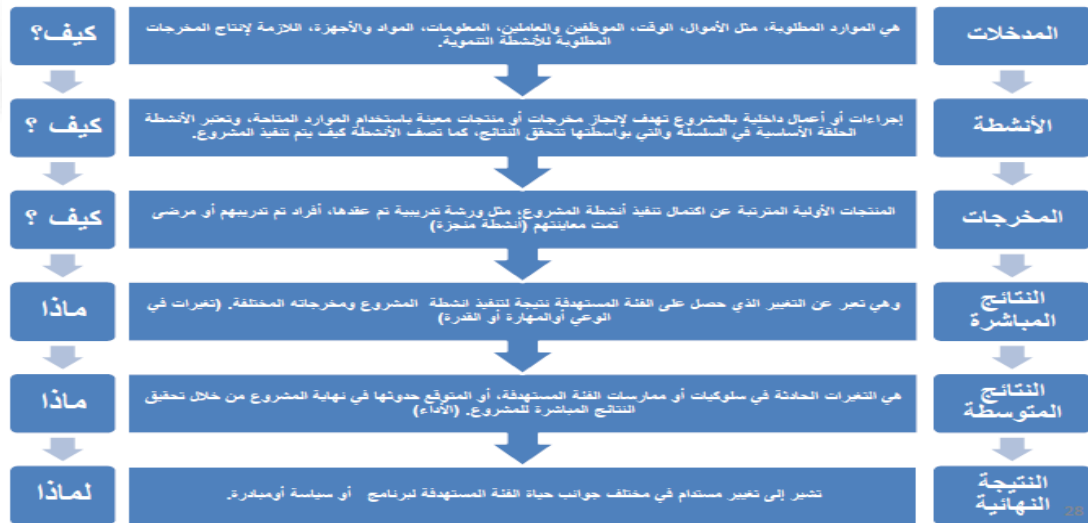 المدخلات
هي الموارد المطلوبة، مثل الأموال، الوقت، الموظفين والعاملين، المعلومات، المواد والأجهزة، اللازمة لإنتاج المخرجات
المطلوبة للأنشطة التنموية.
كيف؟
الأنشطة
إجراءات أو أعمال داخلية بالمشروع تهدف لإنجاز مخرجات أو منتجات معينة باستخدام الموارد المتاحة، وتعتبر الأنشطة
الحلقة الأساسية في السلسلة والتي بواسطتها تتحقق النتائج، كما تصف الأنشطة كيف يتم تنفيذ المشروع.
كيف ؟
المخرجات
المنتجات الأولية المترتبة عن اكتمال تنفيذ أنشطة المشروع، مثل ورشة تدريبية تم عقدها، أفراد تم تدريبهم أو مرضى
تمت معاينتهم (أنشطة منجزة)
كيف ؟
النتائج
المباشرة
وهي تعبر عن التغيير الذي حصل على الفئة المستهدفة نتيجة لتنفيذ انشطة المشروع ومخرجاته المختلفة. (تغيرات في
الوعي أوالمهارة أو القدرة)
ماذا
النتائج
المتوسطة
هي التغيرات الحادثة في سلوكيات أو ممارسات الفئة المستهدفة، أو المتوقع حدوثها في نهاية المشروع من خلال تحقيق
النتائج المباشرة للمشروع. (الأداء)
ماذا
النتيجة
النهائية
تشير إلى تغيير مستدام في مختلف جوانب حياة الفئة المستهدفة لبرنامج أو سياسة أومبادرة.
لماذا
28